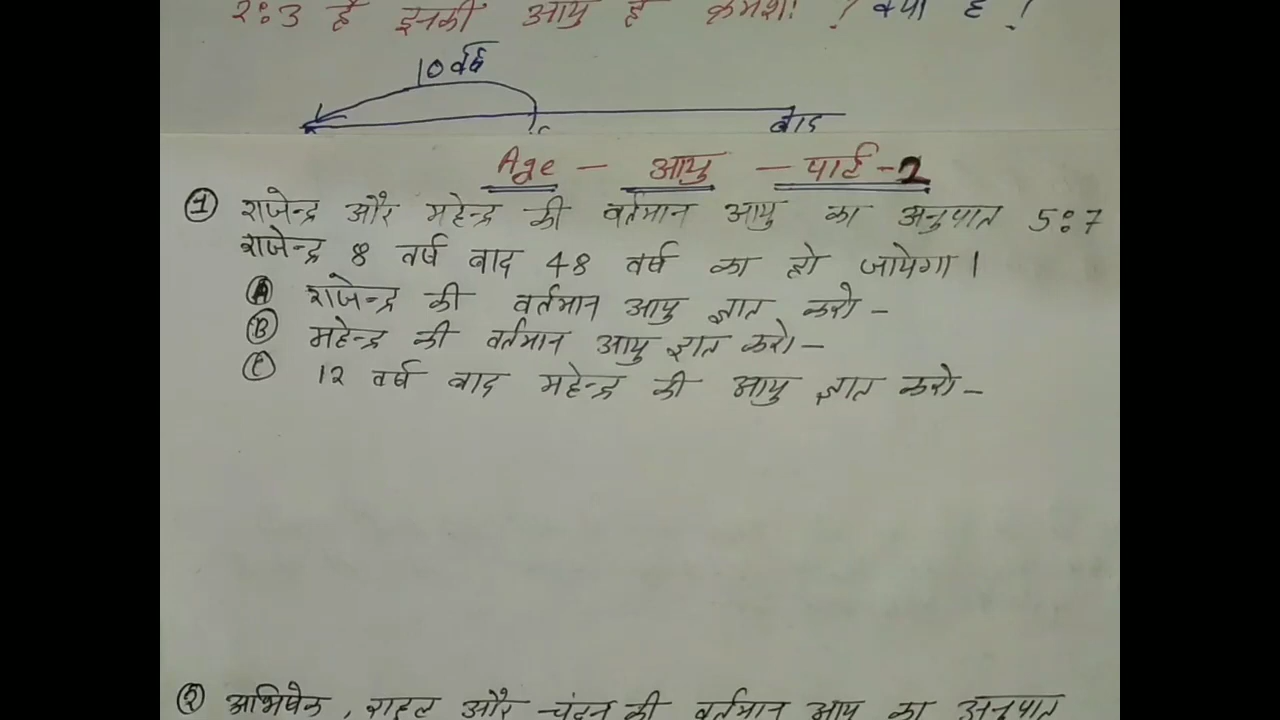 २:3 है इनकी आयु है क्रमशः ? क्या है !
10 वर्ष
बाद
Age — आयु — पार्ट-2
① राजेन्द्र और महेन्द्र की वर्तमान आयु का अनुपात 5:7
राजेन्द्र 8 वर्ष बाद 48 वर्ष का हो जायेगा।
Ⓐ राजेन्द्र की वर्तमान आयु ज्ञात करो-
Ⓑ महेन्द्र की वर्तमान आयु ज्ञात करो-
Ⓒ 1२ वर्ष बाद महेन्द्र की आयु ज्ञात करो-
② अभिषेक, राहुल और चंदन की वर्तमान आयु का अनुपात